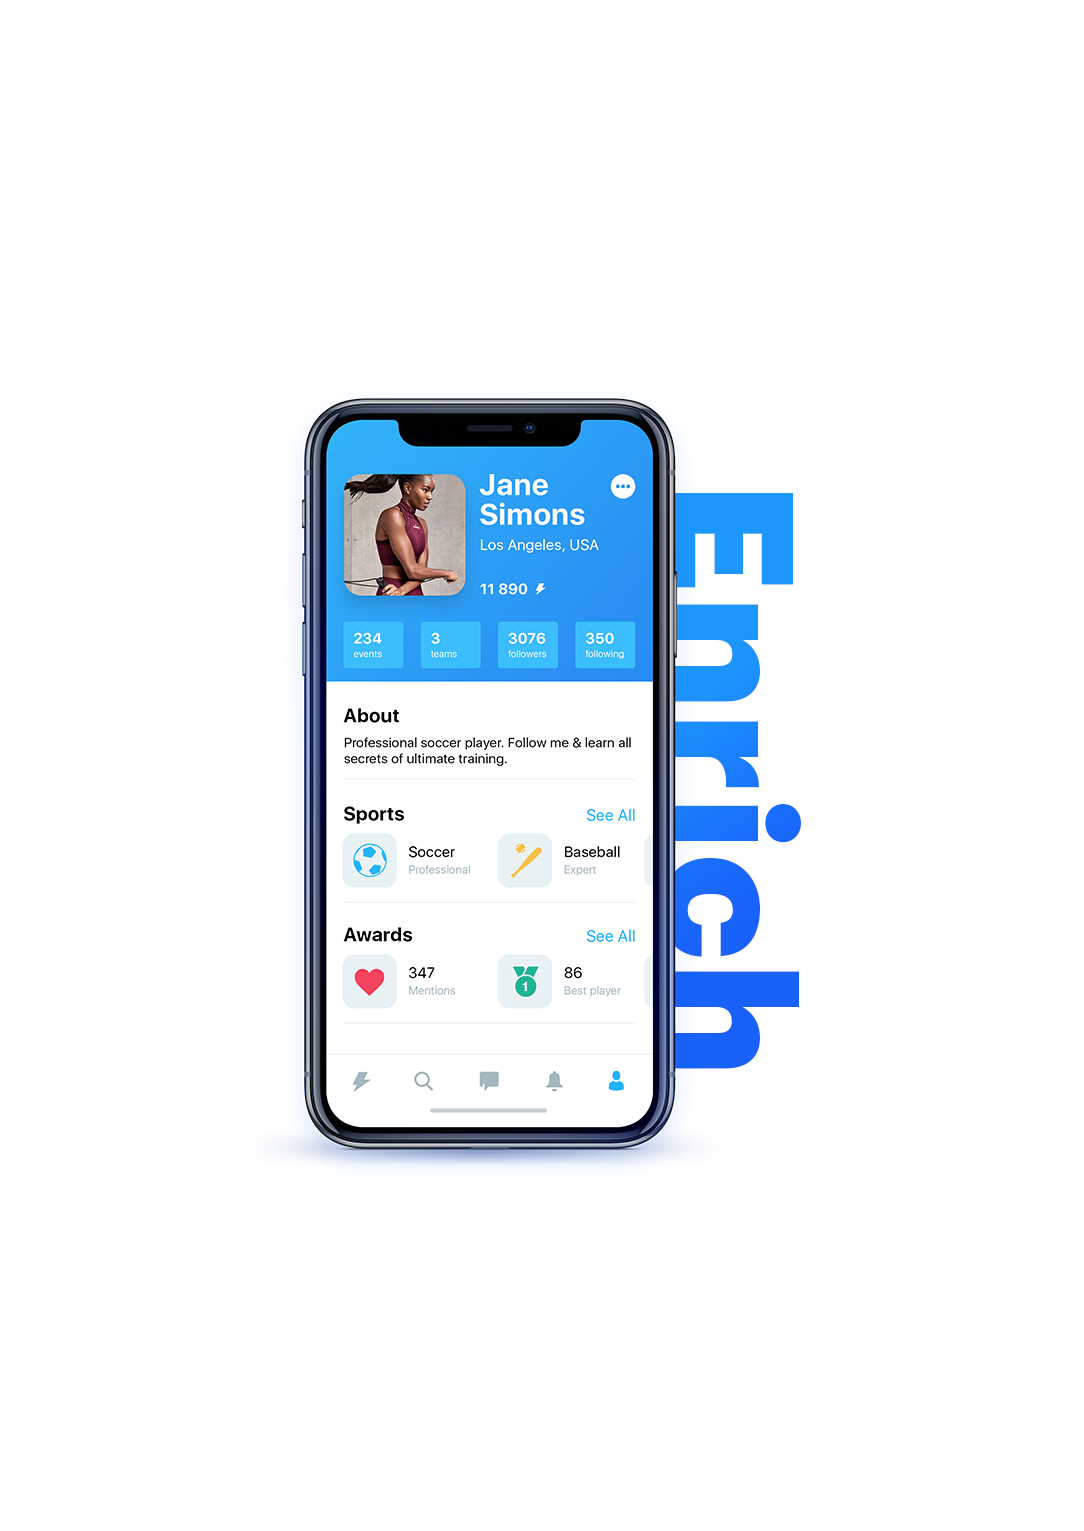 Jane
Simons
Los Angeles, USA
11 890
234
events
3
teams
3076
followers
350
following
About
Professional soccer player. Follow me & learn all
secrets of ultimate training.
Sports
See All
Soccer
Professional
Baseball
Expert
Awards
See All
347
Mentions
1
86
Best player
Enrich